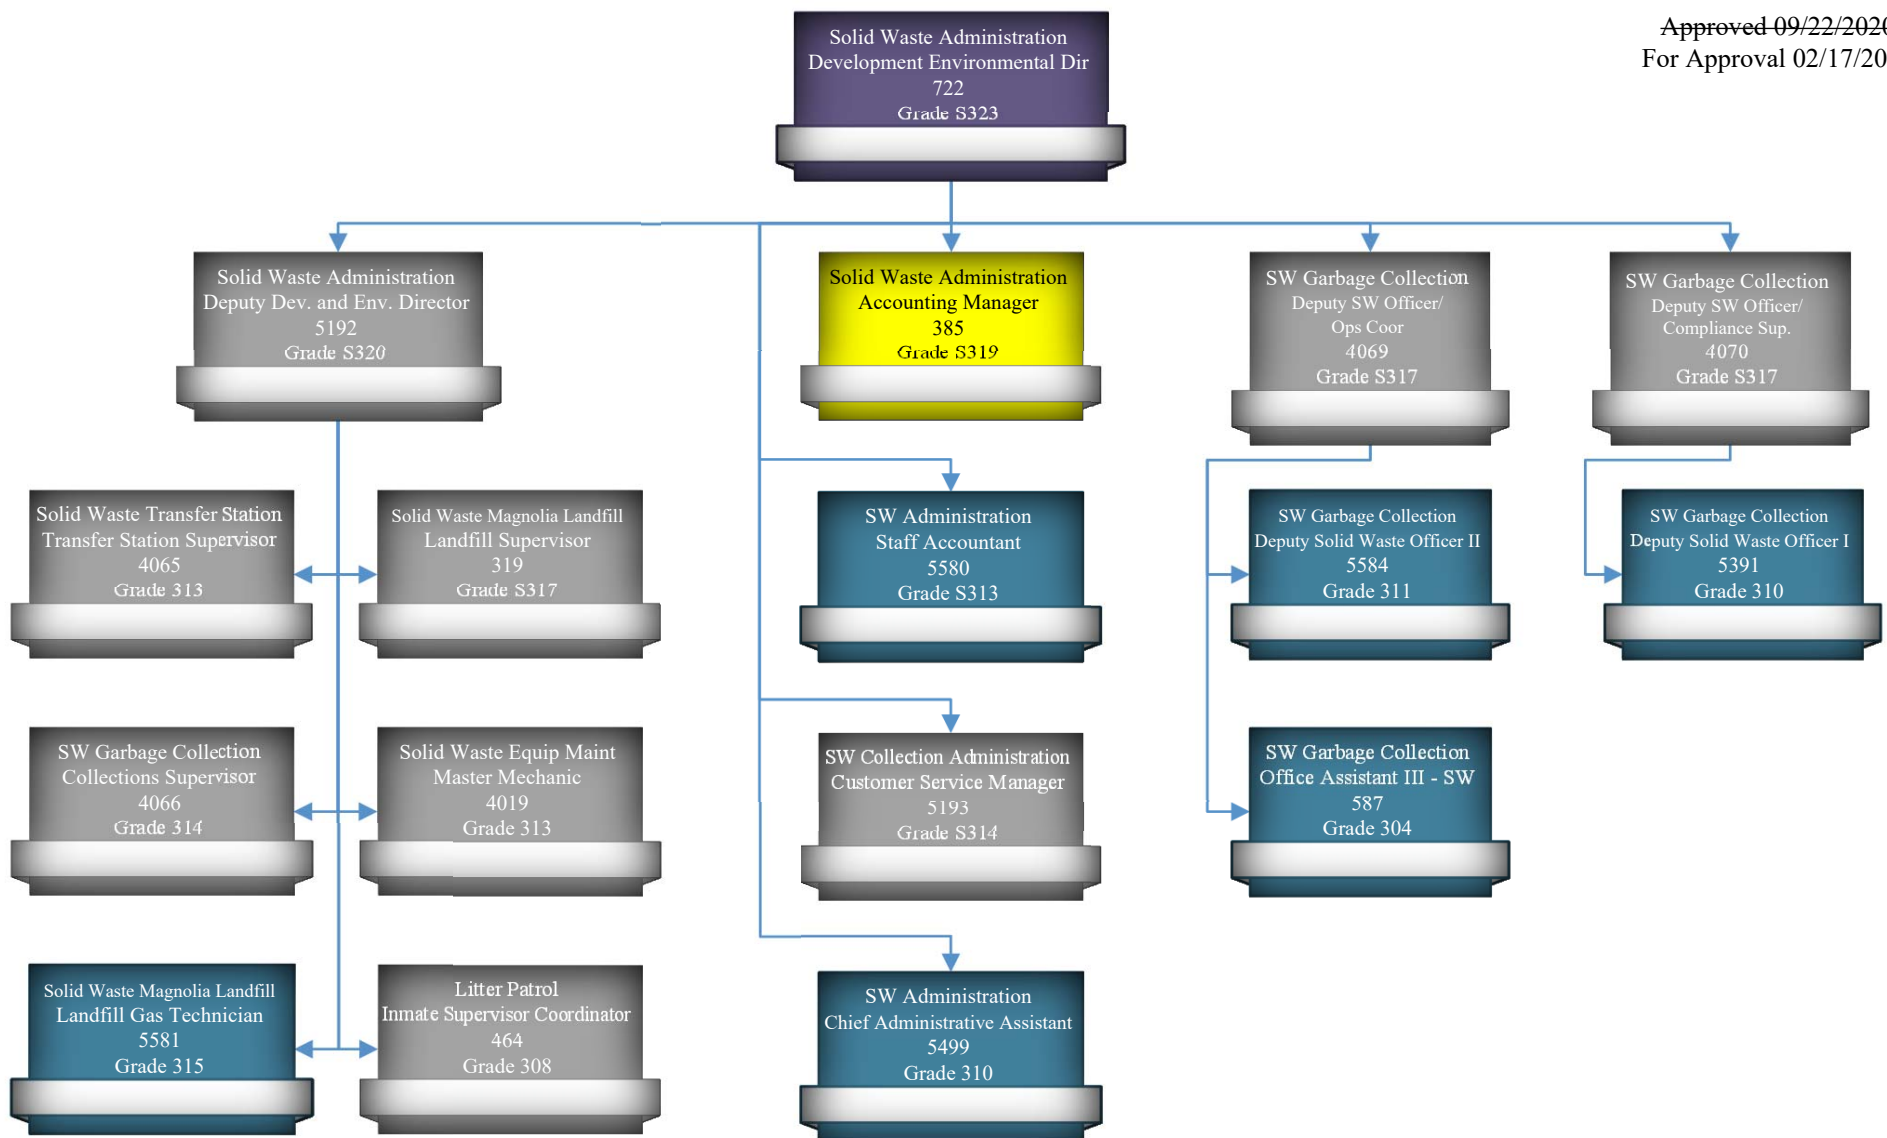 Approved 09/22/2020
For Approval 02/17/20
Solid Waste Administration
Development Environmental Dir
722
Grade S323
Solid Waste Administration
Deputy Dev. and Env. Director
5192
Grade S320
Solid Waste Administration
Accounting Manager
385
Grade S319
SW Garbage Collection
Deputy SW Officer/
Ops Coor
4069
Grade S317
SW Garbage Collection
Deputy SW Officer/
Compliance Sup.
4070
Grade S317
Solid Waste Transfer Station
Transfer Station Supervisor
4065
Grade 313
Solid Waste Magnolia Landfill
Landfill Supervisor
319
Grade S317
SW Administration
Staff Accountant
5580
Grade S313
SW Garbage Collection
Deputy Solid Waste Officer II
5584
Grade 311
SW Garbage Collection
Deputy Solid Waste Officer I
5391
Grade 310
SW Garbage Collection
Collections Supervisor
4066
Grade 314
Solid Waste Equip Maint
Master Mechanic
4019
Grade 313
SW Collection Administration
Customer Service Manager
5193
Grade S314
SW Garbage Collection
Office Assistant III - SW
587
Grade 304
Solid Waste Magnolia Landfill
Landfill Gas Technician
5581
Grade 315
Litter Patrol
Inmate Supervisor Coordinator
464
Grade 308
SW Administration
Chief Administrative Assistant
5499
Grade 310